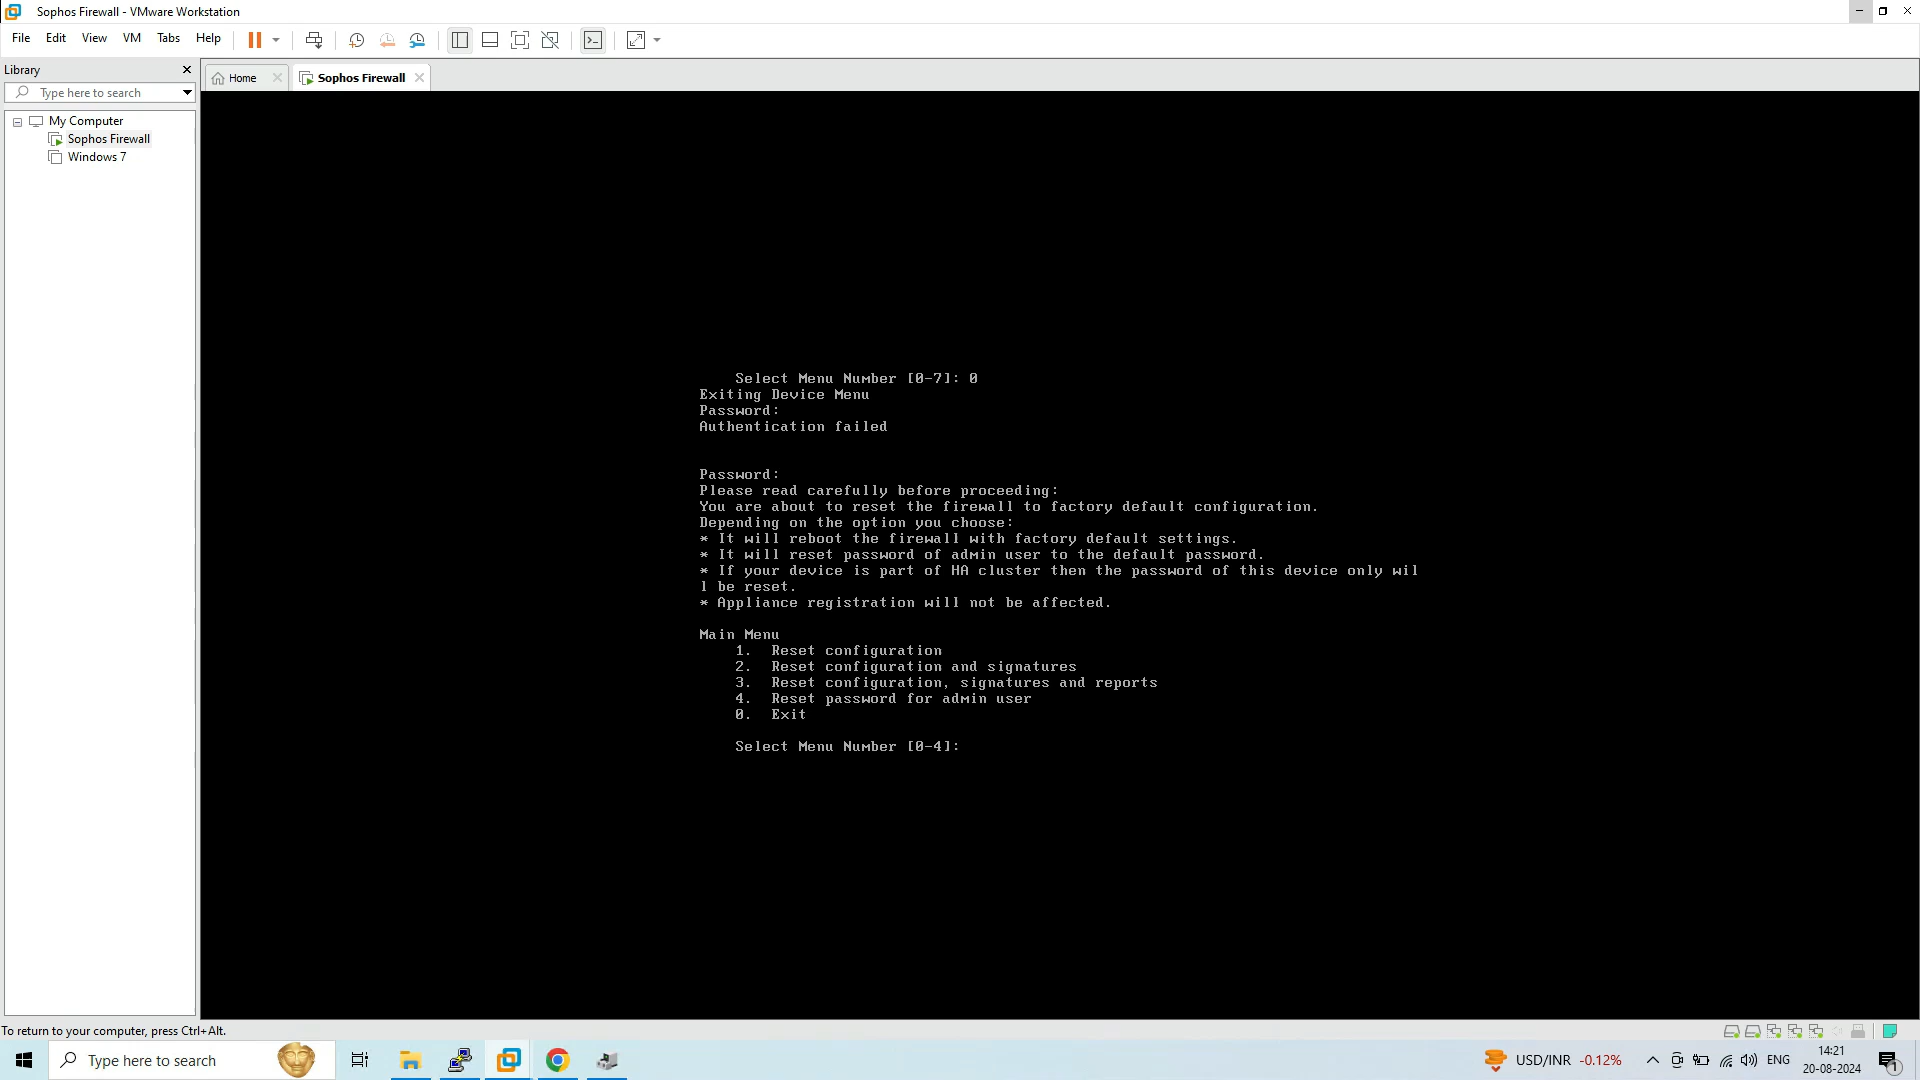 Sophos Firewall - VMware Workstation
File Edit View VM Tabs Help
Library
Type here to search
My Computer
Sophos Firewall
Windows 7
Home
Sophos Firewall
Select Menu Number [0-7]: 0
Exiting Device Menu
Password:
Authentication failed
Password:
Please read carefully before proceeding:
You are about to reset the firewall to factory default configuration.
Depending on the option you choose:
* It will reboot the firewall with factory default settings.
* It will reset password of admin user to the default password.
* If your device is part of HA cluster then the password of this device only wil
l be reset.
* Appliance registration will not be affected.
Main Menu
1. Reset configuration
2. Reset configuration and signatures
3. Reset configuration, signatures and reports
4. Reset password for admin user
0. Exit
Select Menu Number [0-4]:
To return to your computer, press Ctrl+Alt.
Type here to search
USD/INR -0.12%
ENG
14:21
20-08-2024
1